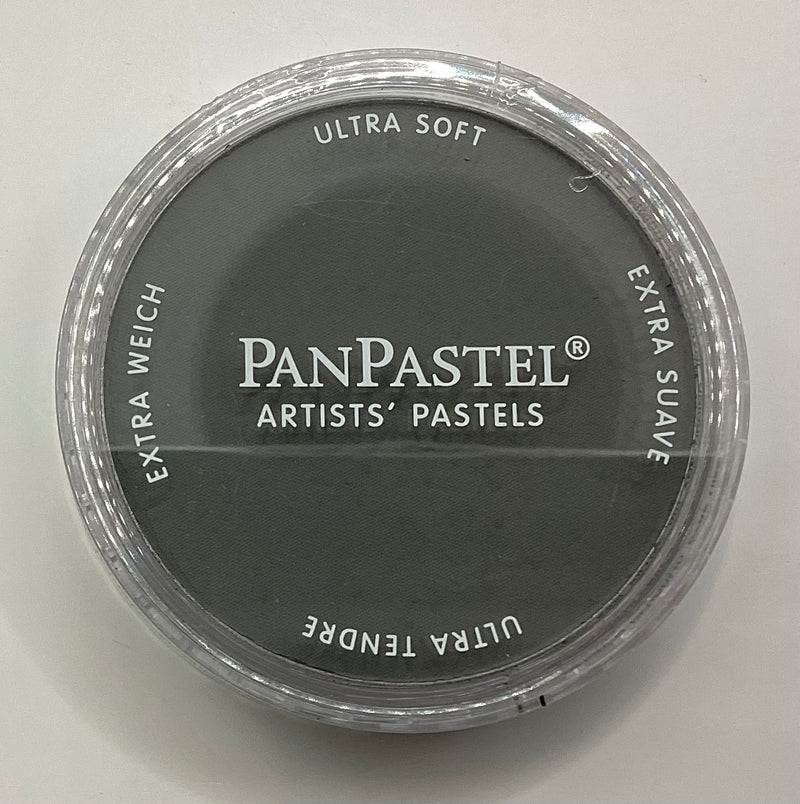 ULTRA SOFT
EXTRA WEICH
PANPASTEL®
ARTISTS' PASTELS
EXTRA SUAVE
ULTRA TENDRE